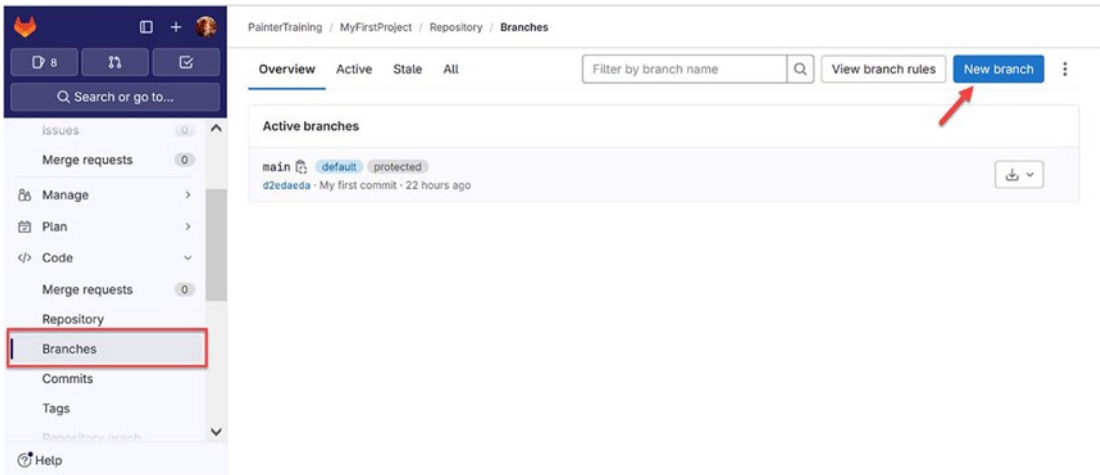 PainterTraining / MyFirstProject / Repository / Branches
8
Search or go to...
Issues 0
Merge requests 0
Manage
Plan
Code
Merge requests 0
Repository
Branches
Commits
Tags
Repository graph
Help
Overview Active Stale All Filter by branch name View branch rules New branch
Active branches
main default protected
d2edaeda · My first commit · 22 hours ago